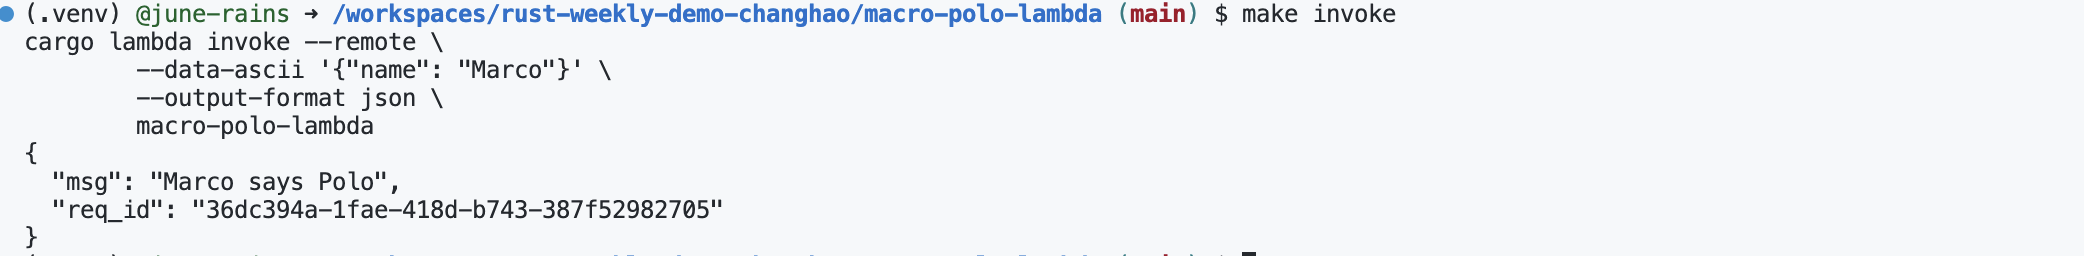 (.venv) @june-rains → /workspaces/rust-weekly-demo-changhao/macro-polo-lambda (main) $ make invoke
cargo lambda invoke --remote \
--data-ascii '{"name": "Marco"}' \
--output-format json \
macro-polo-lambda
{
"msg": "Marco says Polo",
"req_id": "36dc394a-1fae-418d-b743-387f52982705"
}